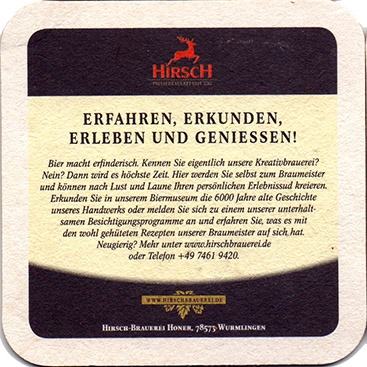 HIRSCH
ERFAHREN, ERKUNDEN,
ERLEBEN UND GENIESSEN!
Bier macht erfinderisch. Kennen Sie eigentlich unsere Kreativbrauerei?
Nein? Dann wird es höchste Zeit. Hier werden Sie selbst zum Braumeister
und können nach Lust und Laune Ihren persönlichen Erlebnissud kreieren.
Erkunden Sie in unserem Biermuseum die 6000 Jahre alte Geschichte
unseres Handwerks oder melden Sie sich zu einem unserer unterhalt-
samen Besichtigungsprogramme an und erfahren Sie, was es mit
den wohl gehüteten Rezepten unserer Braumeister auf sich hat.
Neugierig? Mehr unter www.hirschbrauerei.de
oder Telefon +49 7461 9420.
WWW.HIRSCHBRAUEREI.DE
HIRSCH-BRAUEREI HONER, 78573-WURMLINGEN